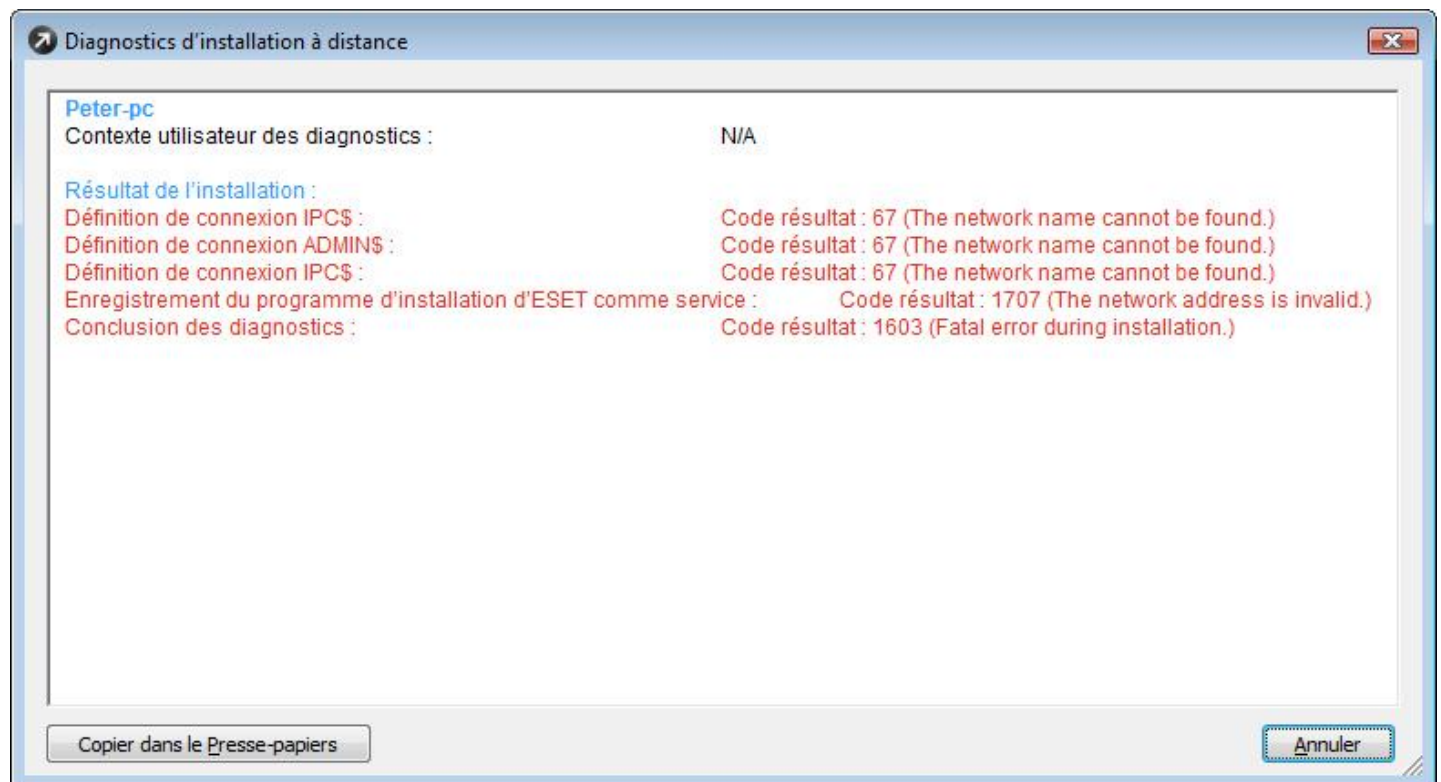 Diagnostics d'installation à distance
Peter-pc
Contexte utilisateur des diagnostics : N/A
Résultat de l'installation :
Définition de connexion IPC$ : Code résultat : 67 (The network name cannot be found.)
Définition de connexion ADMIN$ : Code résultat : 67 (The network name cannot be found.)
Définition de connexion IPC$ : Code résultat : 67 (The network name cannot be found.)
Enregistrement du programme d'installation d'ESET comme service : Code résultat : 1707 (The network address is invalid.)
Conclusion des diagnostics : Code résultat : 1603 (Fatal error during installation.)
Copier dans le Presse-papiers Annuler